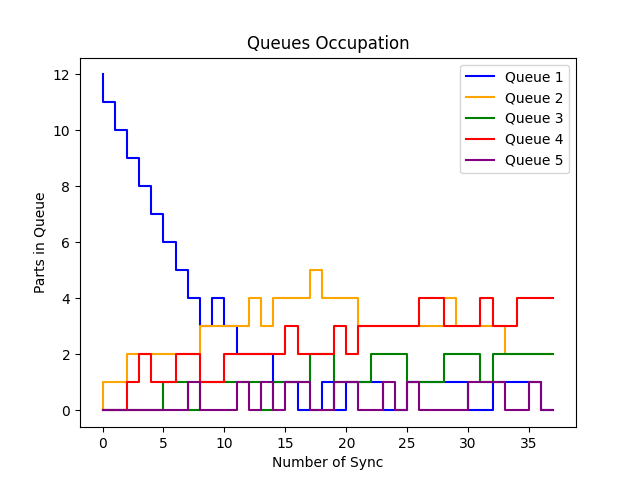 Queues Occupation
Parts in Queue
12
10
8
6
4
2
0
Queue 1
Queue 2
Queue 3
Queue 4
Queue 5
0 5 10 15 20 25 30 35
Number of Sync